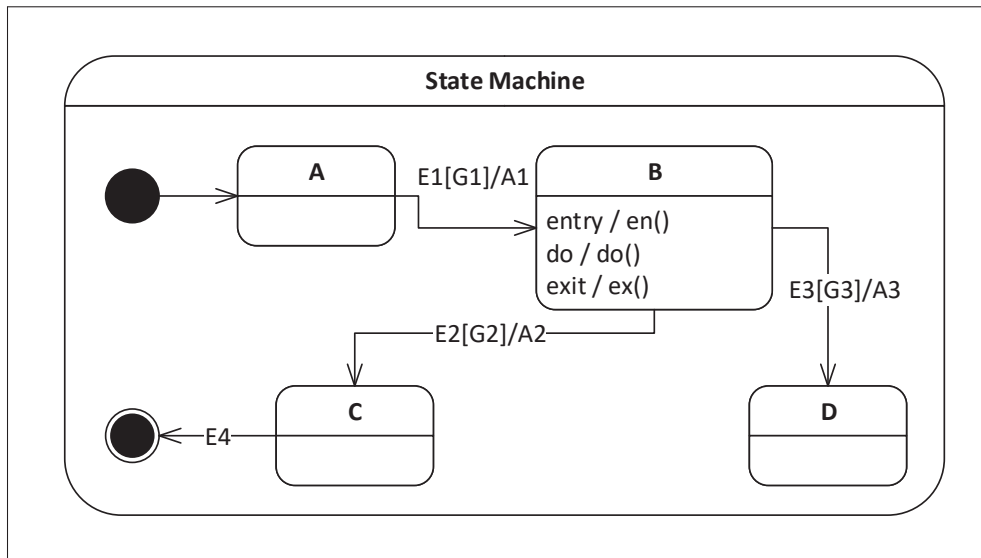 State Machine
A
E1[G1]/A1
B
entry / en()
do / do()
exit / ex()
E3[G3]/A3
E2[G2]/A2
C
D
E4